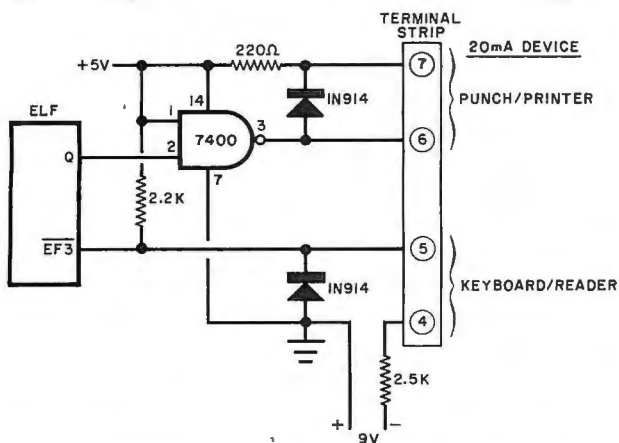 TERMINAL
STRIP
20mA DEVICE
220Ω
+5V
7
ELF
14
IN914
PUNCH/PRINTER
1
7400
3
2
6
Q
7
2.2K
EF3
5
IN914
KEYBOARD/READER
4
2.5K
+
−
9V